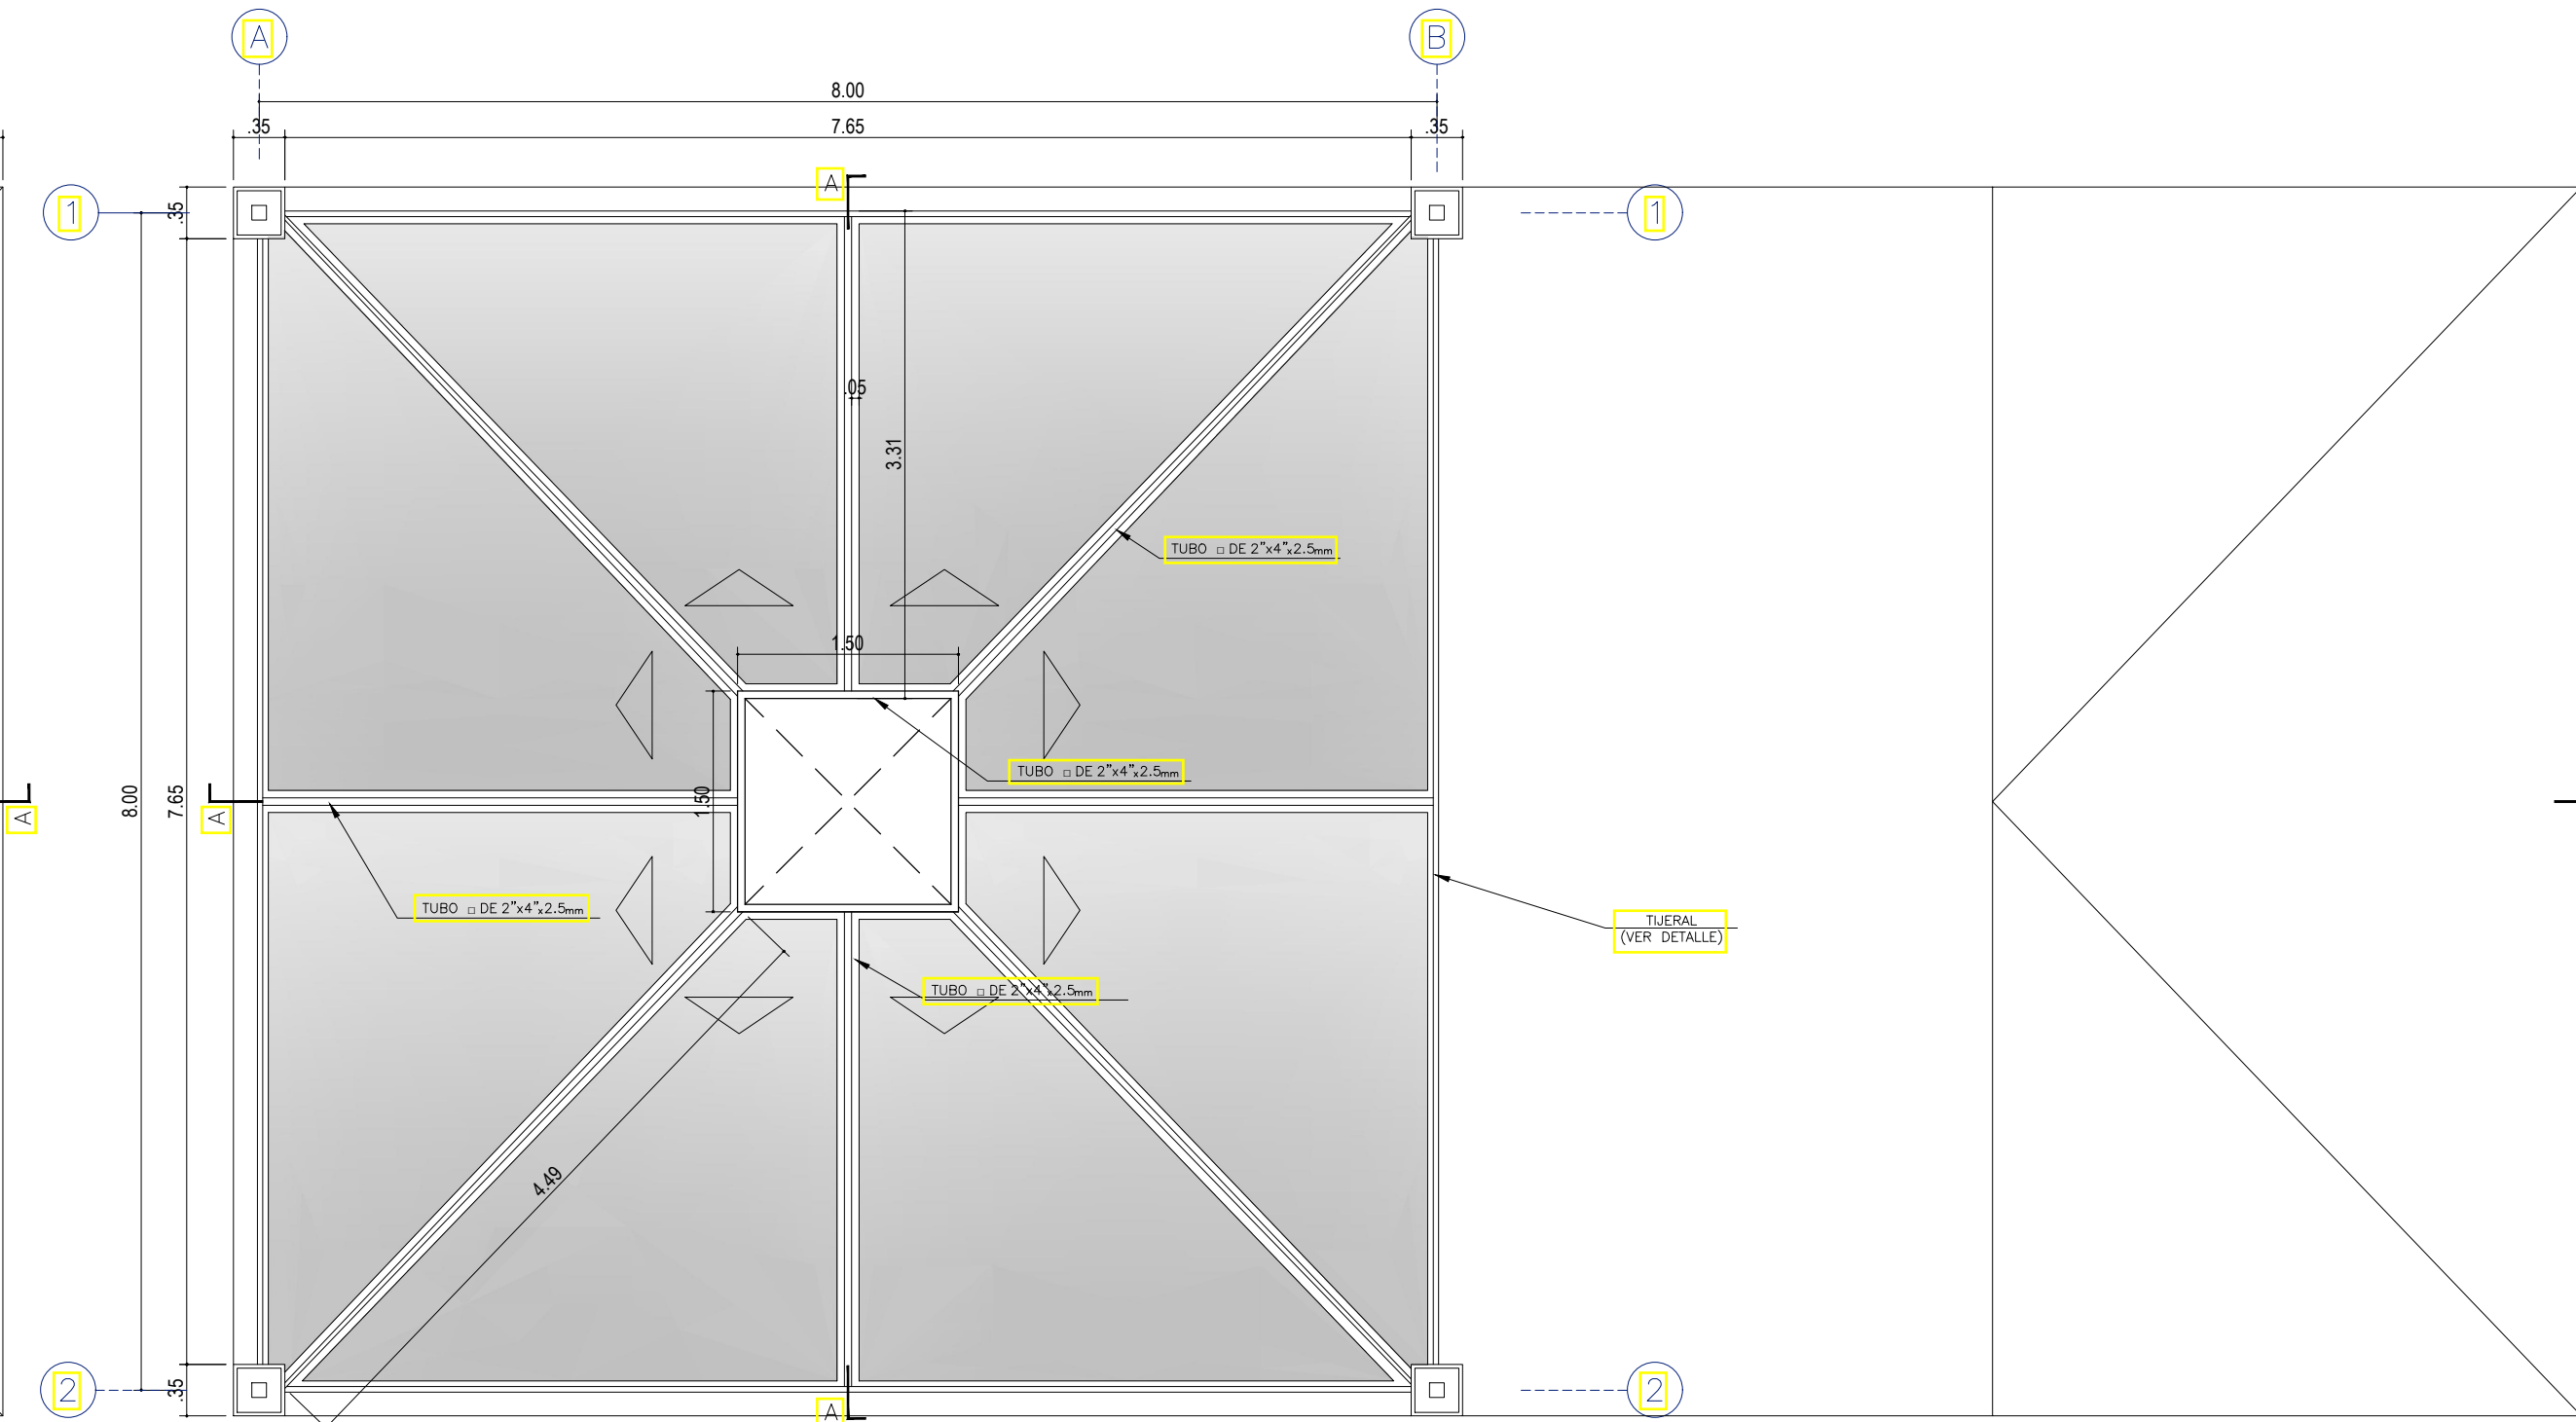 A
B
8.00
.35
7.65
.35
A
1
.35
1
.05
3.31
TUBO □ DE 2"x4"x2.5mm
1.50
TUBO □ DE 2"x4"x2.5mm
1.50
8.00
7.65
A
A
TUBO □ DE 2"x4"x2.5mm
TIJERAL
(VER DETALLE)
TUBO □ DE 2"x4"x2.5mm
4.49
2
.35
A
2